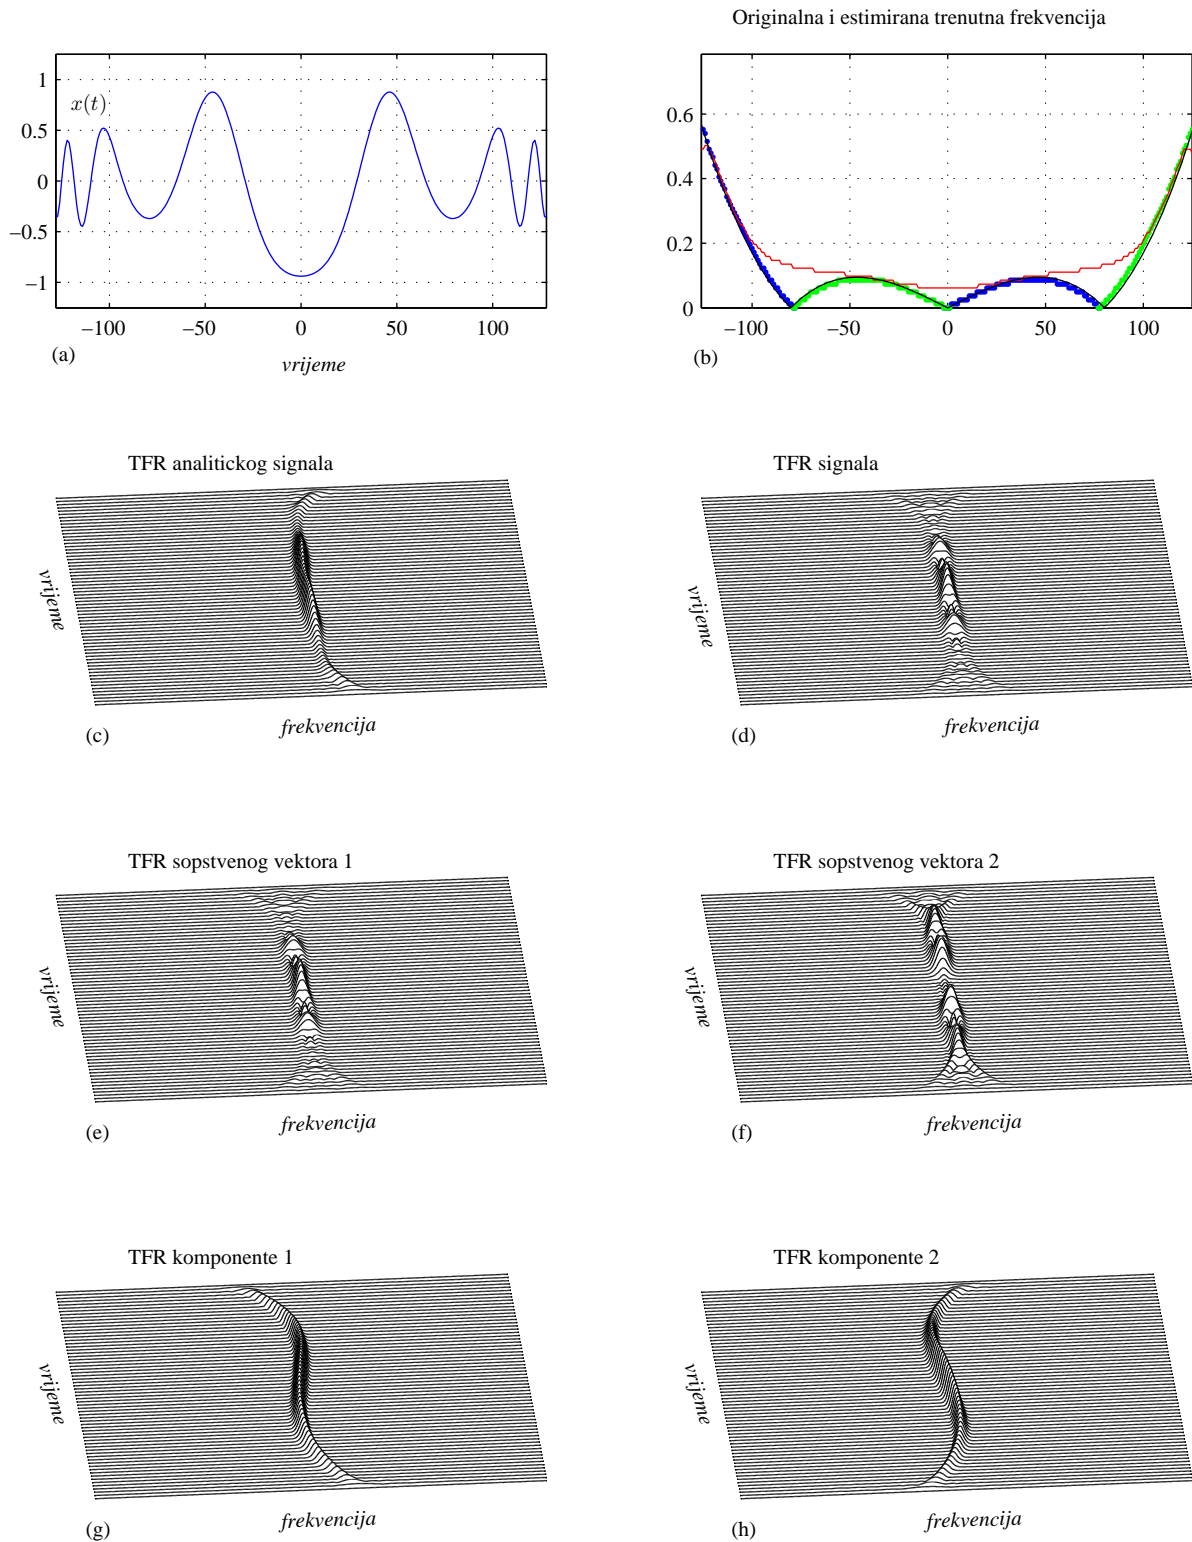 Originalna i estimirana trenutna frekvencija
1
0.5
0
−0.5
−1
x(t)
−100 −50 0 50 100
(a)
vrijeme
0.6
0.4
0.2
0
−100 −50 0 50 100
(b)
TFR analitickog signala
vrijeme
frekvencija
(c)
TFR signala
vrijeme
frekvencija
(d)
TFR sopstvenog vektora 1
vrijeme
frekvencija
(e)
TFR sopstvenog vektora 2
vrijeme
frekvencija
(f)
TFR komponente 1
vrijeme
frekvencija
(g)
TFR komponente 2
vrijeme
frekvencija
(h)